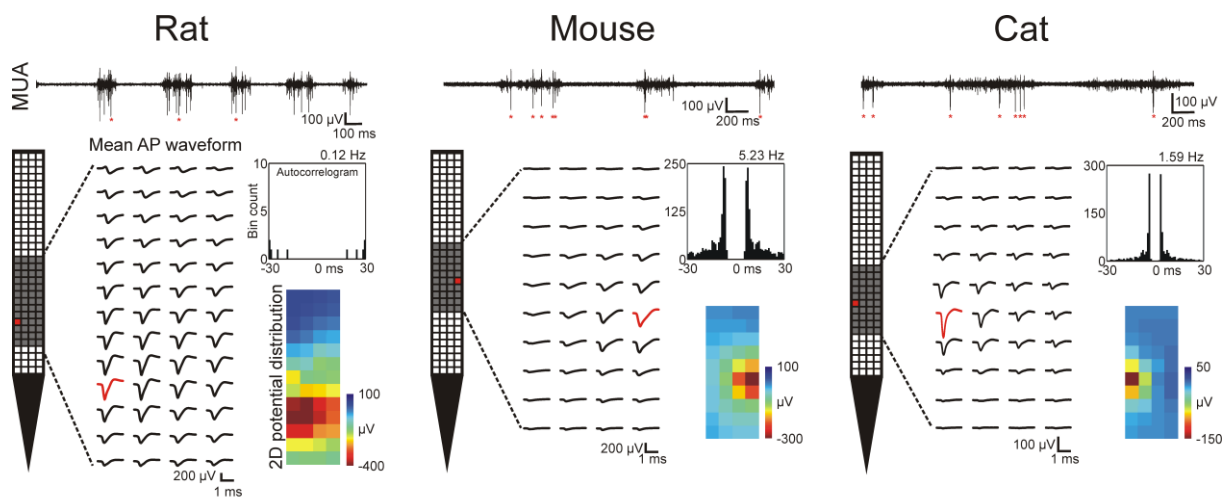 Rat
Mouse
Cat
MUA
100 µV
100 ms
* * *
100 µV
200 ms
100 µV
200 ms
Mean AP waveform
0.12 Hz
10
Autocorrelogram
5
Bin count
0
-30 0 ms 30
5.23 Hz
250
125
0
-30 0 ms 30
1.59 Hz
300
150
0
-30 0 ms 30
2D potential distribution
100
µV
-400
200 µV
1 ms
100
µV
-300
200 µV
1 ms
50
µV
-150
100 µV
1 ms